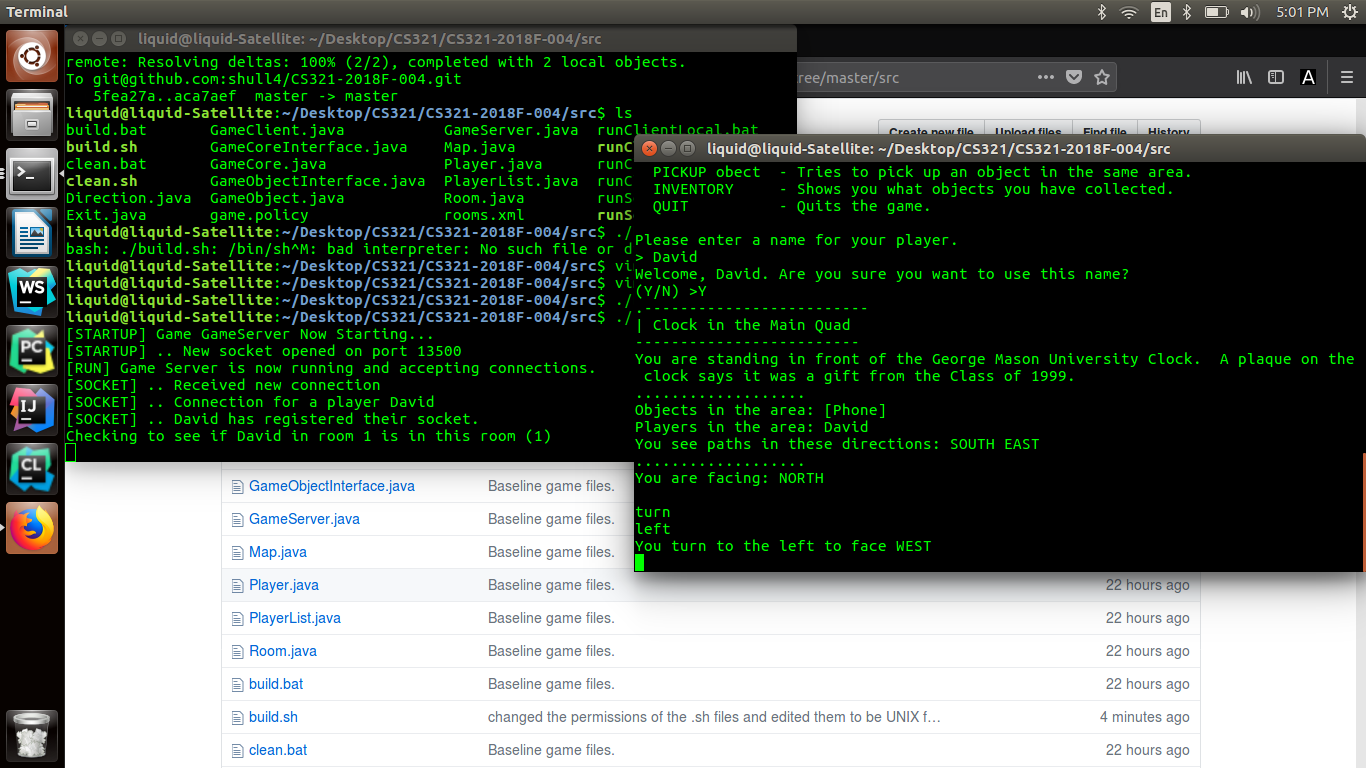 Terminal
En
5:01 PM
liquid@liquid-Satellite: ~/Desktop/CS321/CS321-2018F-004/src
remote: Resolving deltas: 100% (2/2), completed with 2 local objects.
To git@github.com:shull4/CS321-2018F-004.git
   5fea27a..aca7aef  master -> master
liquid@liquid-Satellite:~/Desktop/CS321/CS321-2018F-004/src$ ls
build.bat       GameClient.java           GameServer.java  runClientLocal.bat
build.sh        GameCoreInterface.java    Map.java         runC
clean.bat       GameCore.java             Player.java      runC
clean.sh        GameObjectInterface.java  PlayerList.java  runC
Direction.java  GameObject.java           Room.java        runS
Exit.java       game.policy               rooms.xml        runS
liquid@liquid-Satellite:~/Desktop/CS321/CS321-2018F-004/src$ ./
bash: ./build.sh: /bin/sh^M: bad interpreter: No such file or d
liquid@liquid-Satellite:~/Desktop/CS321/CS321-2018F-004/src$ vi
liquid@liquid-Satellite:~/Desktop/CS321/CS321-2018F-004/src$ vi
liquid@liquid-Satellite:~/Desktop/CS321/CS321-2018F-004/src$ ./
liquid@liquid-Satellite:~/Desktop/CS321/CS321-2018F-004/src$ ./
[STARTUP] Game GameServer Now Starting...
[STARTUP] .. New socket opened on port 13500
[RUN] Game Server is now running and accepting connections.
[SOCKET] .. Received new connection
[SOCKET] .. Connection for a player David
[SOCKET] .. David has registered their socket.
Checking to see if David in room 1 is in this room (1)
tree/master/src
Create new file
Upload files
Find file
History
liquid@liquid-Satellite: ~/Desktop/CS321/CS321-2018F-004/src
  PICKUP obect  - Tries to pick up an object in the same area.
  INVENTORY     - Shows you what objects you have collected.
  QUIT          - Quits the game.
Please enter a name for your player.
> David
Welcome, David. Are you sure you want to use this name?
(Y/N) >Y
.-------------------------
| Clock in the Main Quad
-------------------------
You are standing in front of the George Mason University Clock.  A plaque on the
 clock says it was a gift from the Class of 1999.
...................
Objects in the area: [Phone]
Players in the area: David
You see paths in these directions: SOUTH EAST
...................
You are facing: NORTH
turn
left
You turn to the left to face WEST
GameObjectInterface.java Baseline game files.
GameServer.java Baseline game files.
Map.java Baseline game files.
Player.java Baseline game files. 22 hours ago
PlayerList.java Baseline game files. 22 hours ago
Room.java Baseline game files. 22 hours ago
build.bat Baseline game files. 22 hours ago
build.sh changed the permissions of the .sh files and edited them to be UNIX f… 4 minutes ago
clean.bat Baseline game files. 22 hours ago
WS
PC
IJ
CL
A